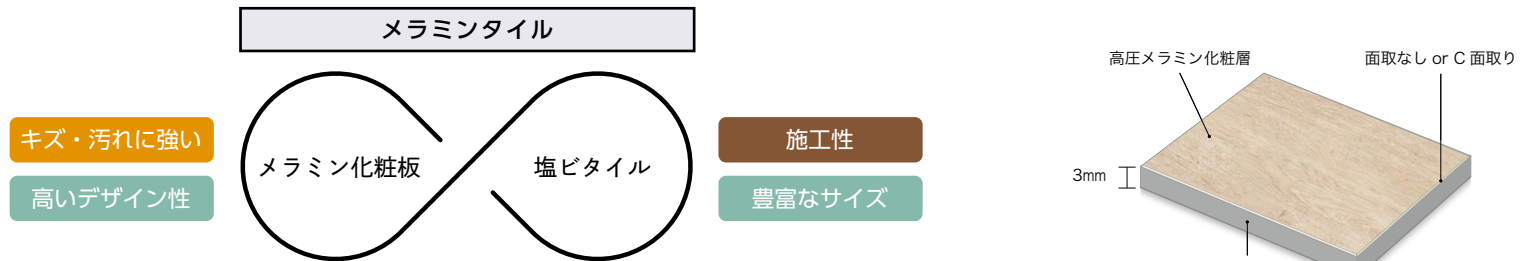 メラミンタイル
キズ・汚れに強い
高いデザイン性
メラミン化粧板
塩ビタイル
施工性
豊富なサイズ
高圧メラミン化粧層
面取なし or C 面取り
3mm